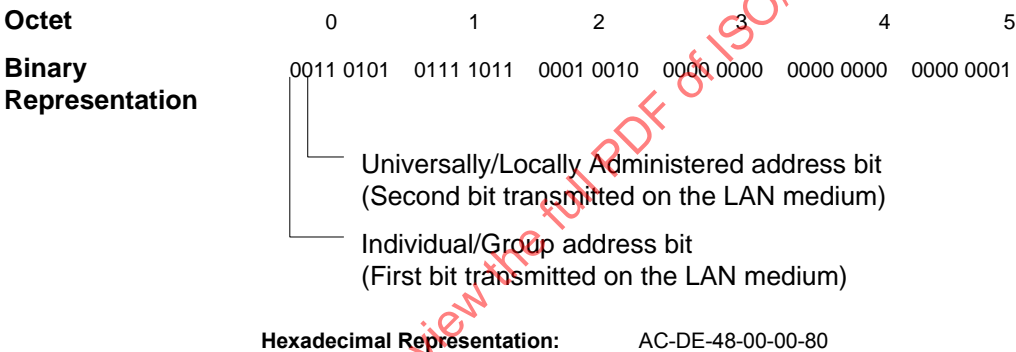 Octet 0 1 2 3 4 5
Binary 0011 0101 0111 1011 0001 0010 0000 0000 0000 0000 0000 0001
Representation
Universally/Locally Administered address bit
(Second bit transmitted on the LAN medium)
Individual/Group address bit
(First bit transmitted on the LAN medium)
Hexadecimal Representation: AC-DE-48-00-00-80
view the full PDF of ISO/